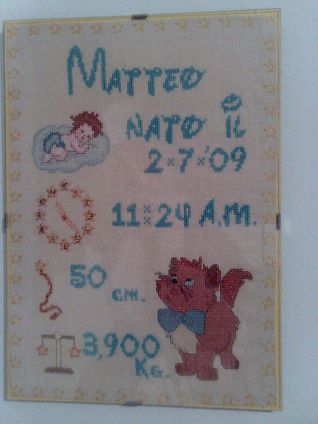 MATTEO
NATO IL
2·7·'09
11:24 A.M.
50
cm.
3,900
KG.